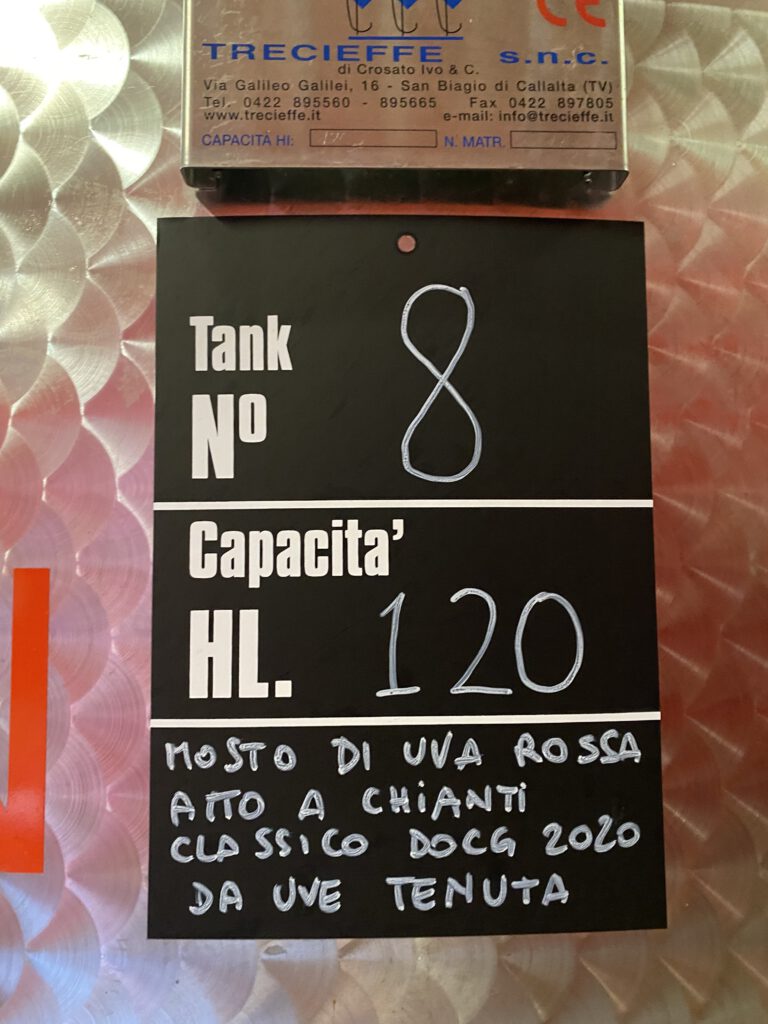 CE
TRECIEFFE s.n.c.
di Crosato Ivo & C.
Via Galileo Galilei, 16 - San Biagio di Callalta (TV)
Tel. 0422 895560 - 895665 Fax 0422 897805
www.trecieffe.it e-mail: info@trecieffe.it
CAPACITÀ Hl: N. MATR.
Tank
Nº 8
Capacita'
HL. 120
MOSTO DI UVA ROSSA
ATTO A CHIANTI
CLASSICO DOCG 2020
DA UVE TENUTA